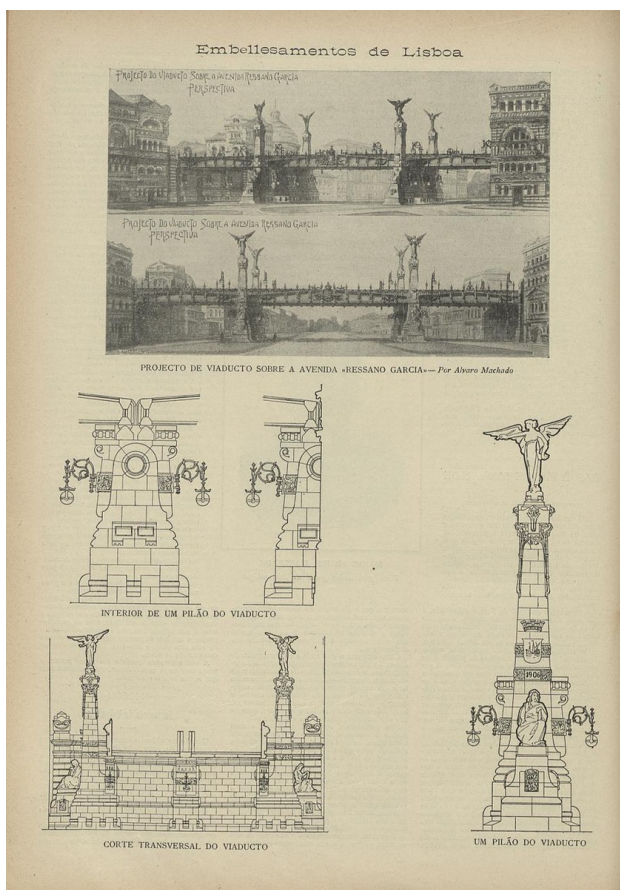 Embellesamentos de Lisboa
PROJECTO DO VIADUCTO SOBRE A AVENIDA RESSANO GARCIA
PERSPECTIVA
PROJECTO DO VIADUCTO SOBRE A AVENIDA RESSANO GARCIA
PERSPECTIVA
PROJECTO DE VIADUCTO SOBRE A AVENIDA «RESSANO GARCIA»— Por Alvaro Machado
INTERIOR DE UM PILÃO DO VIADUCTO
1906
CORTE TRANSVERSAL DO VIADUCTO
UM PILÃO DO VIADUCTO